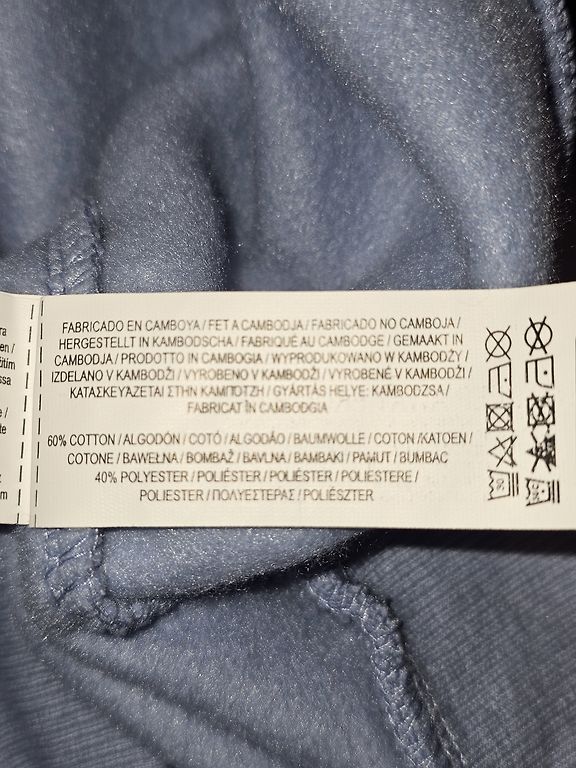 FABRICADO EN CAMBOYA / FET A CAMBODJA / FABRICADO NO CAMBOJA /
HERGESTELLT IN KAMBODSCHA / FABRIQUÉ AU CAMBODGE / GEMAAKT IN
CAMBODJA / PRODOTTO IN CAMBOGIA / WYPRODUKOWANO W KAMBODŻY /
IZDELANO V KAMBODŽI / VYROBENO V KAMBODŽI / VYROBENÉ V KAMBODŽI /
ΚΑΤΑΣΚΕΥΑΖΕΤΑΙ ΣΤΗΝ ΚΑΜΠΟΤΖΗ / GYÁRTÁS HELYE: KAMBODZSA /
FABRICAT ÎN CAMBODGIA
60% COTTON / ALGODÓN / COTÓ / ALGODÃO / BAUMWOLLE / COTON / KATOEN /
COTONE / BAWEŁNA / BOMBAŽ / BAVLNA / BAMBAKI / PAMUT / BUMBAC
40% POLYESTER / POLIÉSTER / POLIÈSTER / POLIESTERE /
POLIESTER / ΠΟΛΥΕΣΤΕΡΑΣ / POLIÉSZTER